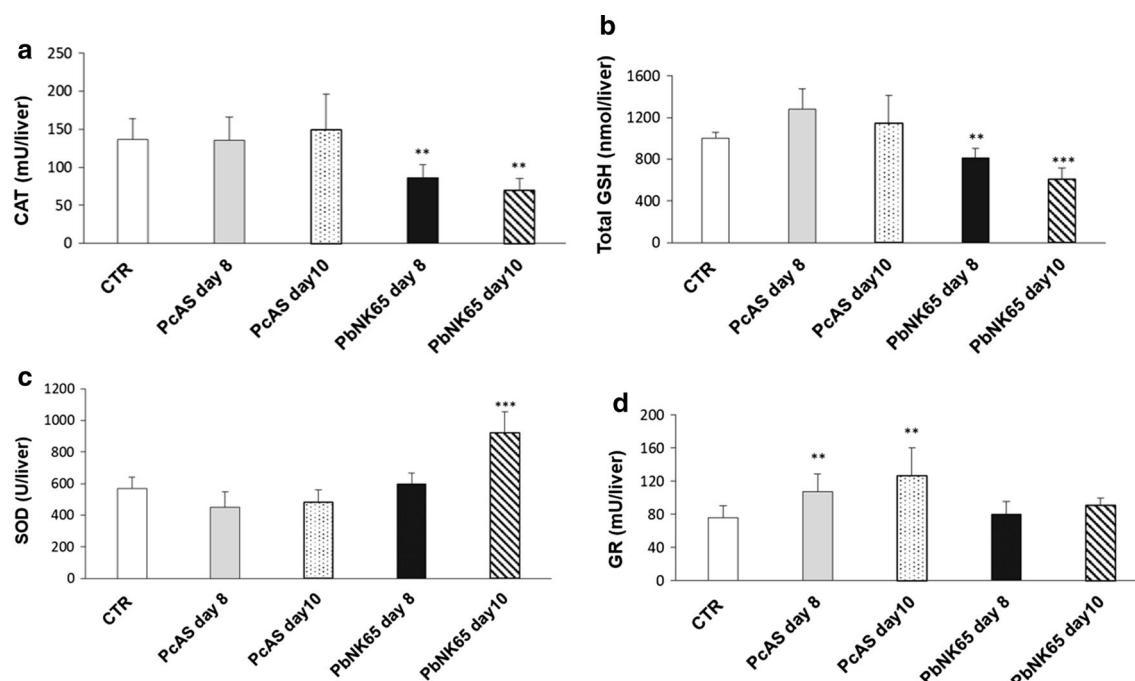 a
CAT (mU/liver)
250
200
150
100
50
0
**
**
CTR
PcAS day 8
PcAS day10
PbNK65 day 8
PbNK65 day10
b
Total GSH (nmol/liver)
1600
1200
800
400
0
**
***
CTR
PcAS day 8
PcAS day10
PbNK65 day 8
PbNK65 day10
c
SOD (U/liver)
1200
1000
800
600
400
200
0
***
CTR
PcAS day 8
PcAS day10
PbNK65 day 8
PbNK65 day10
d
GR (mU/liver)
200
160
120
80
40
0
**
**
CTR
PcAS day 8
PcAS day10
PbNK65 day 8
PbNK65 day10